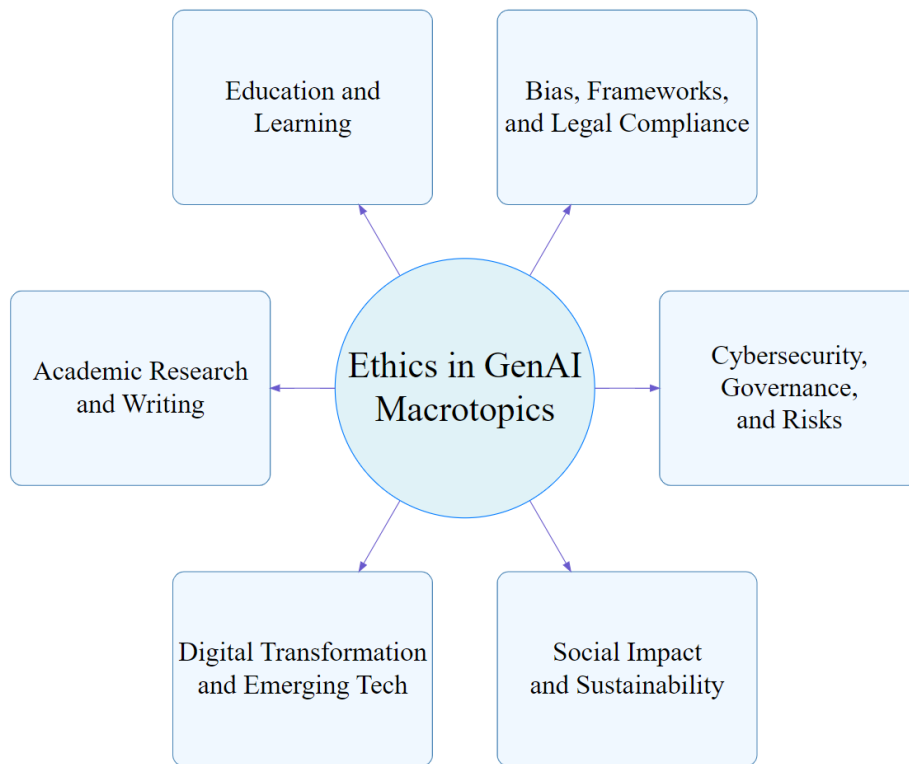 Education and
Learning
Bias, Frameworks,
and Legal Compliance
Academic Research
and Writing
Ethics in GenAI
Macrotopics
Cybersecurity,
Governance,
and Risks
Digital Transformation
and Emerging Tech
Social Impact
and Sustainability